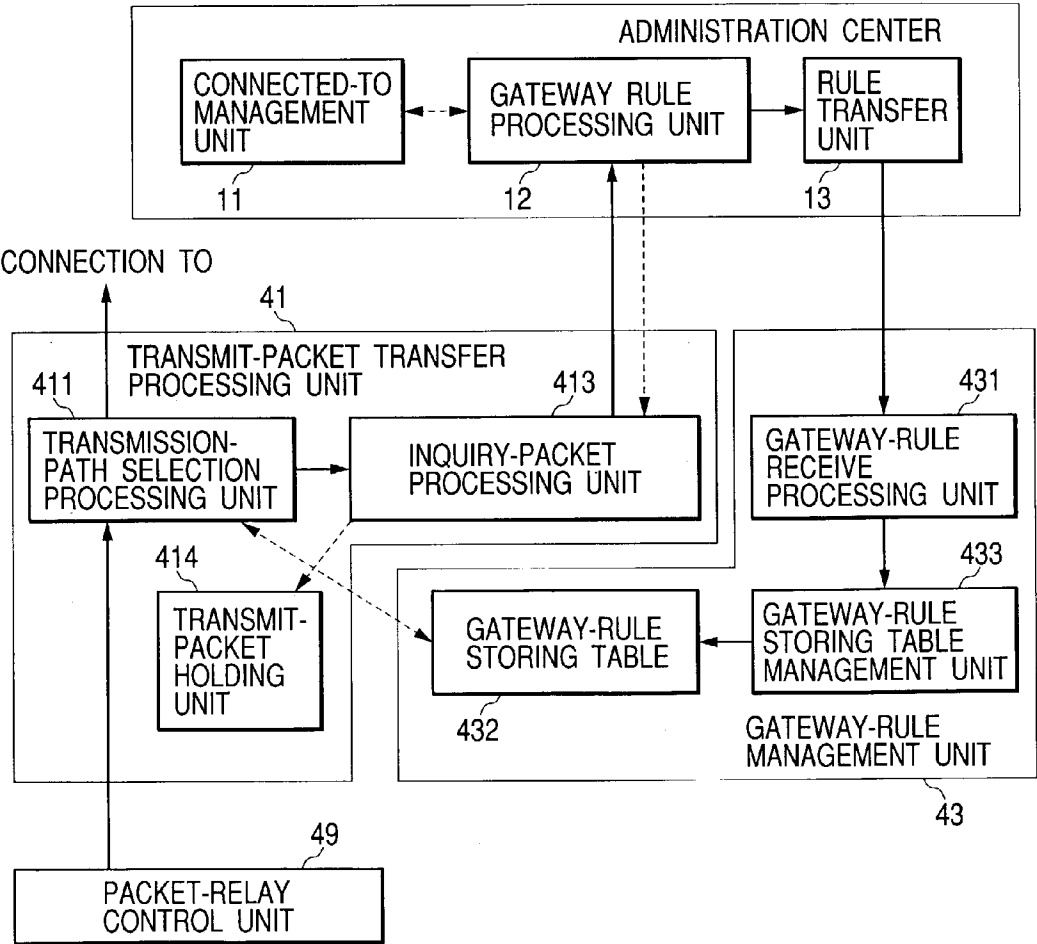 ADMINISTRATION CENTER
CONNECTED-TO
MANAGEMENT
UNIT
11
GATEWAY RULE
PROCESSING UNIT
12
RULE
TRANSFER
UNIT
13
CONNECTION TO
41
TRANSMIT-PACKET TRANSFER
PROCESSING UNIT
411
TRANSMISSION-
PATH SELECTION
PROCESSING UNIT
413
INQUIRY-PACKET
PROCESSING UNIT
431
GATEWAY-RULE
RECEIVE
PROCESSING UNIT
414
TRANSMIT-
PACKET
HOLDING
UNIT
GATEWAY-RULE
STORING TABLE
432
433
GATEWAY-RULE
STORING TABLE
MANAGEMENT UNIT
GATEWAY-RULE
MANAGEMENT UNIT
43
49
PACKET-RELAY
CONTROL UNIT